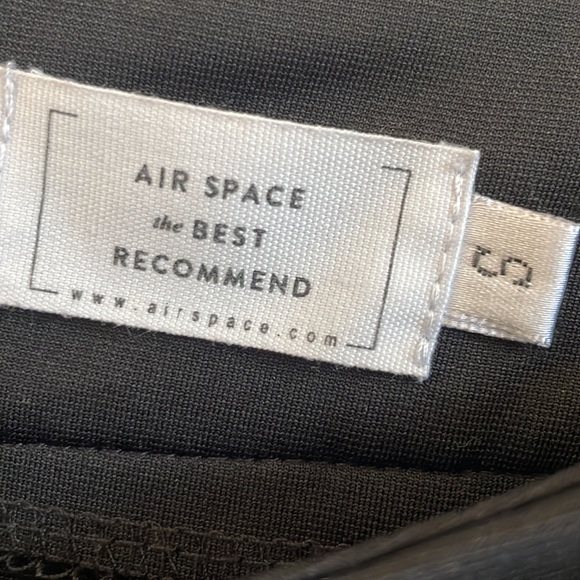 AIR SPACE
the BEST
RECOMMEND
www.airspace.com
S